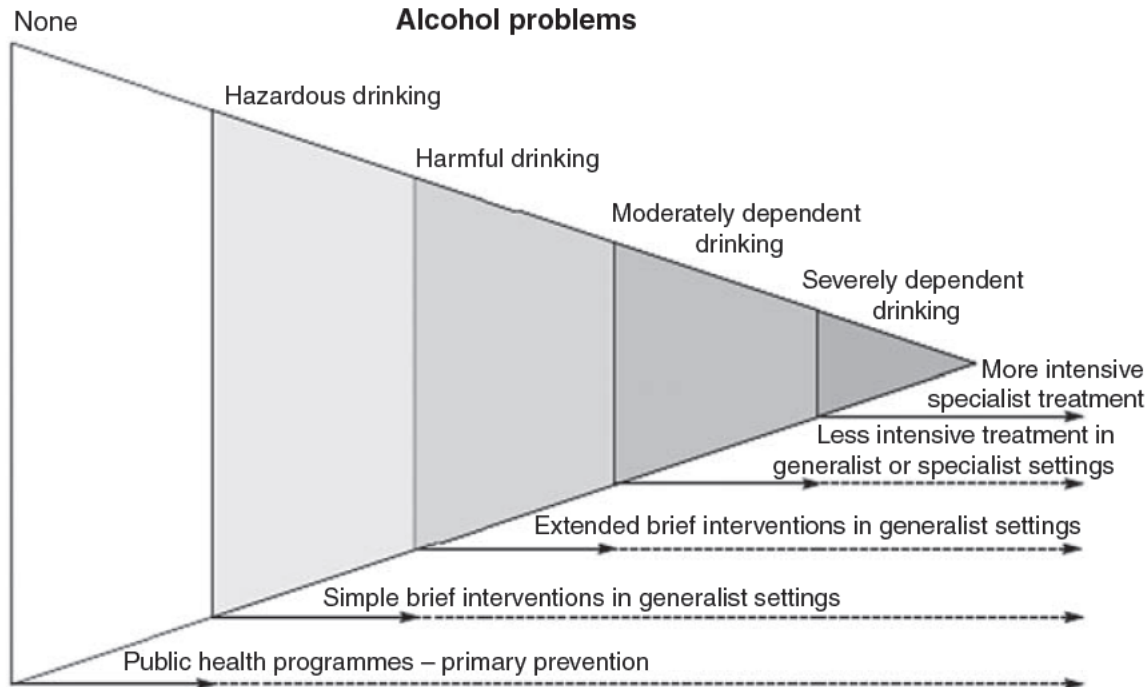 None
Alcohol problems
Hazardous drinking
Harmful drinking
Moderately dependent
drinking
Severely dependent
drinking
More intensive
specialist treatment
Less intensive treatment in
generalist or specialist settings
Extended brief interventions in generalist settings
Simple brief interventions in generalist settings
Public health programmes – primary prevention